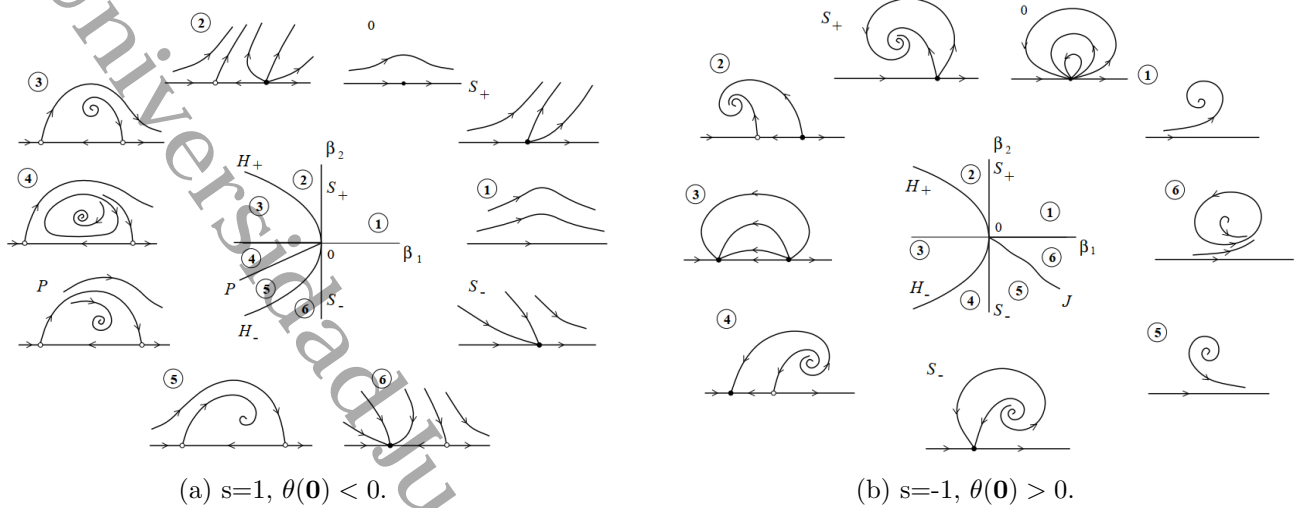 2
0
S+
3
S+
β2
H+
2
S+
4
3
1
1
4
0
β1
P
5
P
S-
6
S-
H-
5
6
(a) s=1, θ(0) < 0.
S+
0
2
1
β2
H+
2
S+
3
1
6
0
3
6
β1
H-
4
5
S-
J
4
5
S-
(b) s=-1, θ(0) > 0.
niversidad Ju